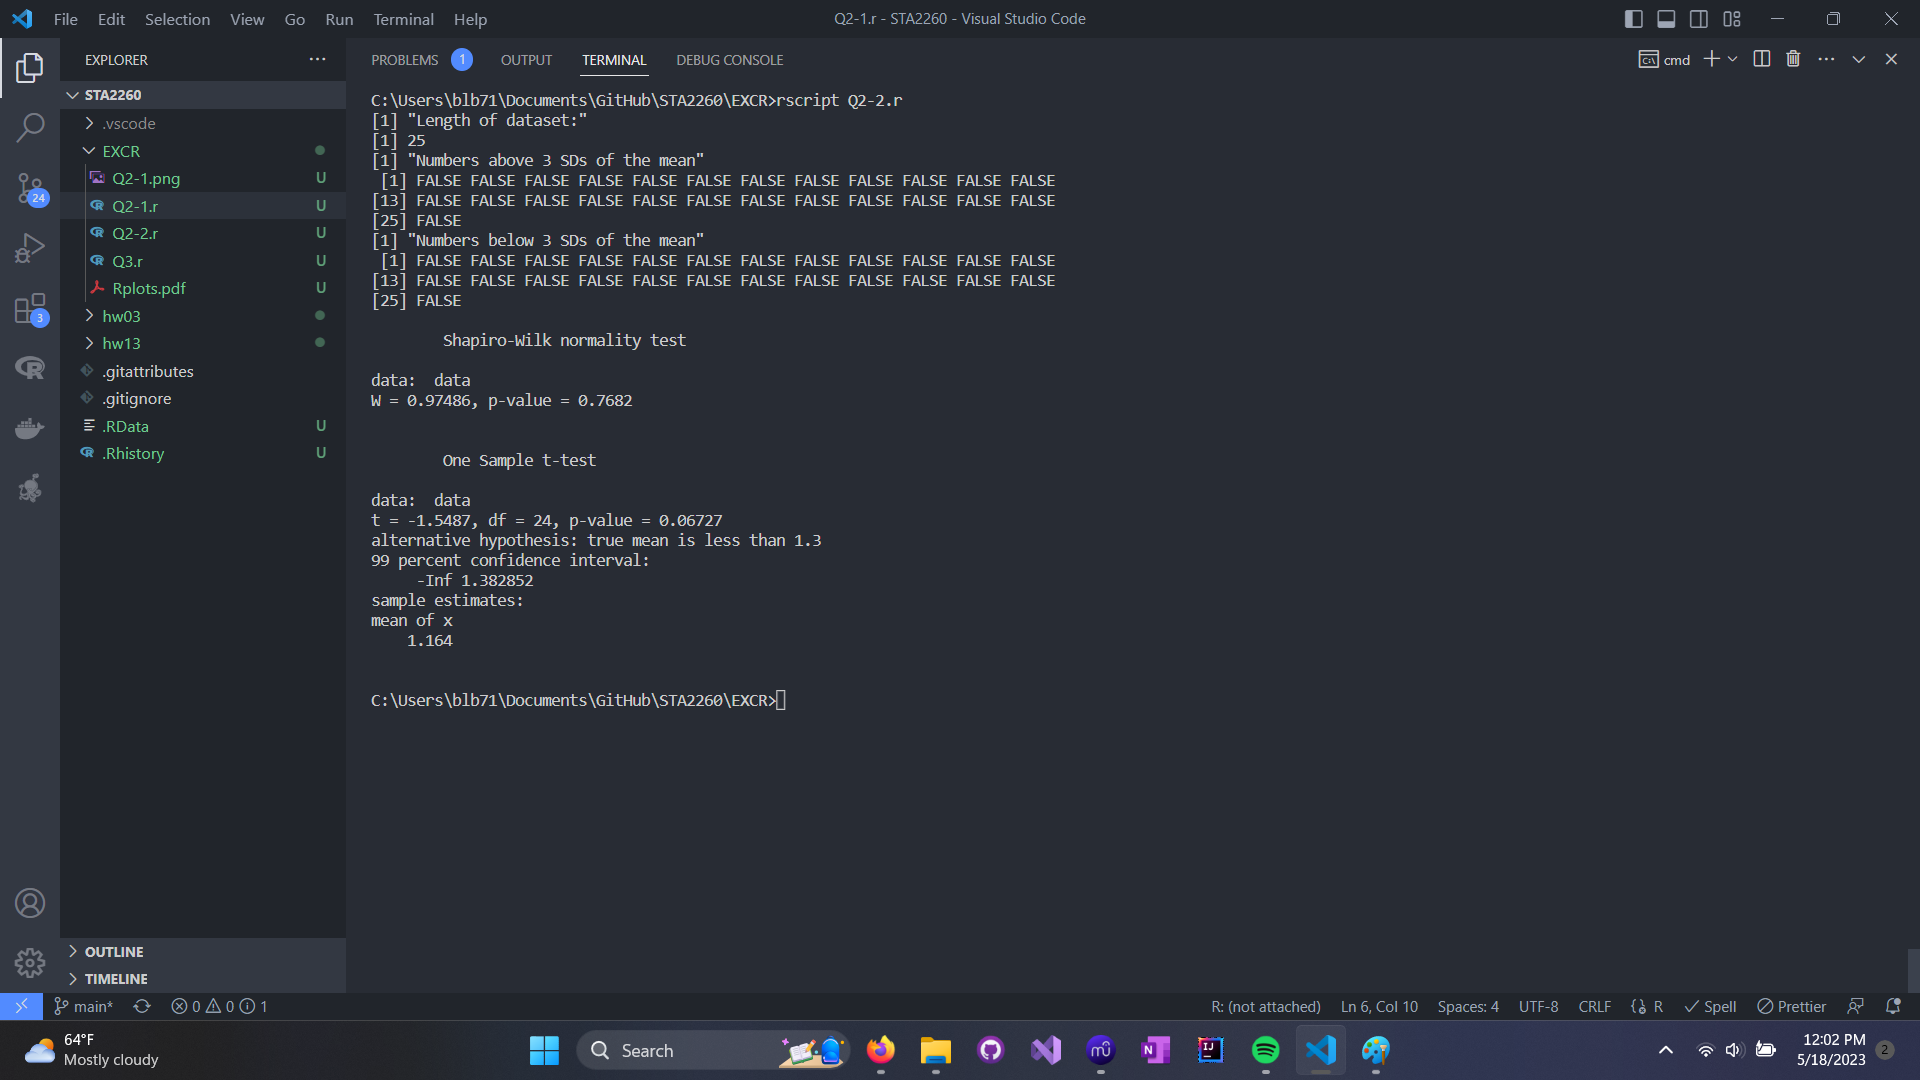 File Edit Selection View Go Run Terminal Help
Q2-1.r - STA2260 - Visual Studio Code
EXPLORER
STA2260
.vscode
EXCR
Q2-1.png U
Q2-1.r U
Q2-2.r U
Q3.r U
Rplots.pdf U
hw03
hw13
.gitattributes
.gitignore
.RData U
.Rhistory U
24
3
OUTLINE
TIMELINE
PROBLEMS 1 OUTPUT TERMINAL DEBUG CONSOLE
cmd
C:\Users\blb71\Documents\GitHub\STA2260\EXCR>rscript Q2-2.r
[1] "Length of dataset:"
[1] 25
[1] "Numbers above 3 SDs of the mean"
[1] FALSE FALSE FALSE FALSE FALSE FALSE FALSE FALSE FALSE FALSE FALSE FALSE
[13] FALSE FALSE FALSE FALSE FALSE FALSE FALSE FALSE FALSE FALSE FALSE FALSE
[25] FALSE
[1] "Numbers below 3 SDs of the mean"
[1] FALSE FALSE FALSE FALSE FALSE FALSE FALSE FALSE FALSE FALSE FALSE FALSE
[13] FALSE FALSE FALSE FALSE FALSE FALSE FALSE FALSE FALSE FALSE FALSE FALSE
[25] FALSE
Shapiro-Wilk normality test
data:  data
W = 0.97486, p-value = 0.7682
One Sample t-test
data:  data
t = -1.5487, df = 24, p-value = 0.06727
alternative hypothesis: true mean is less than 1.3
99 percent confidence interval:
-Inf 1.382852
sample estimates:
mean of x
1.164
C:\Users\blb71\Documents\GitHub\STA2260\EXCR>
main* 0 0 1
R: (not attached) Ln 6, Col 10 Spaces: 4 UTF-8 CRLF R Spell Prettier
64°F
Mostly cloudy
Search
12:02 PM
5/18/2023
2